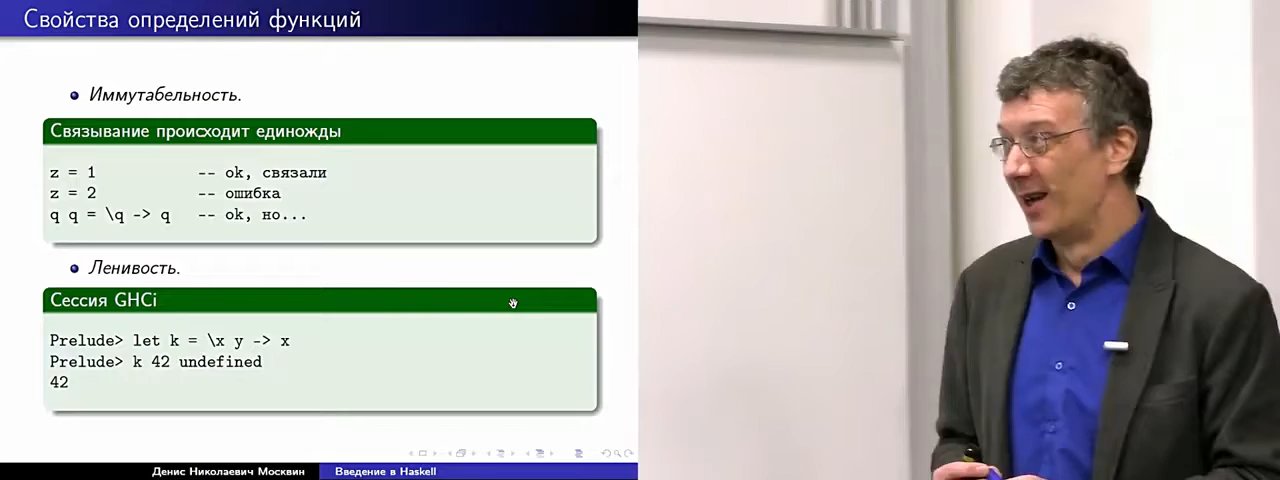 Свойства определений функций
Иммутабельность.
Связывание происходит единожды
z = 1 -- ok, связали
z = 2 -- ошибка
q q = \q -> q -- ok, но...
Ленивость.
Сессия GHCi
Prelude> let k = \x y -> x
Prelude> k 42 undefined
42
Денис Николаевич Москвин Введение в Haskell